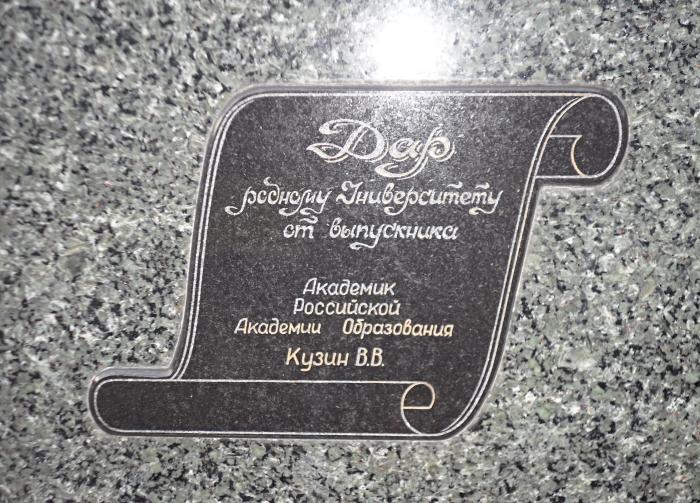 Дар
родному Университету
от выпускника
Академик
Российской
Академии Образования
Кузин В.В.